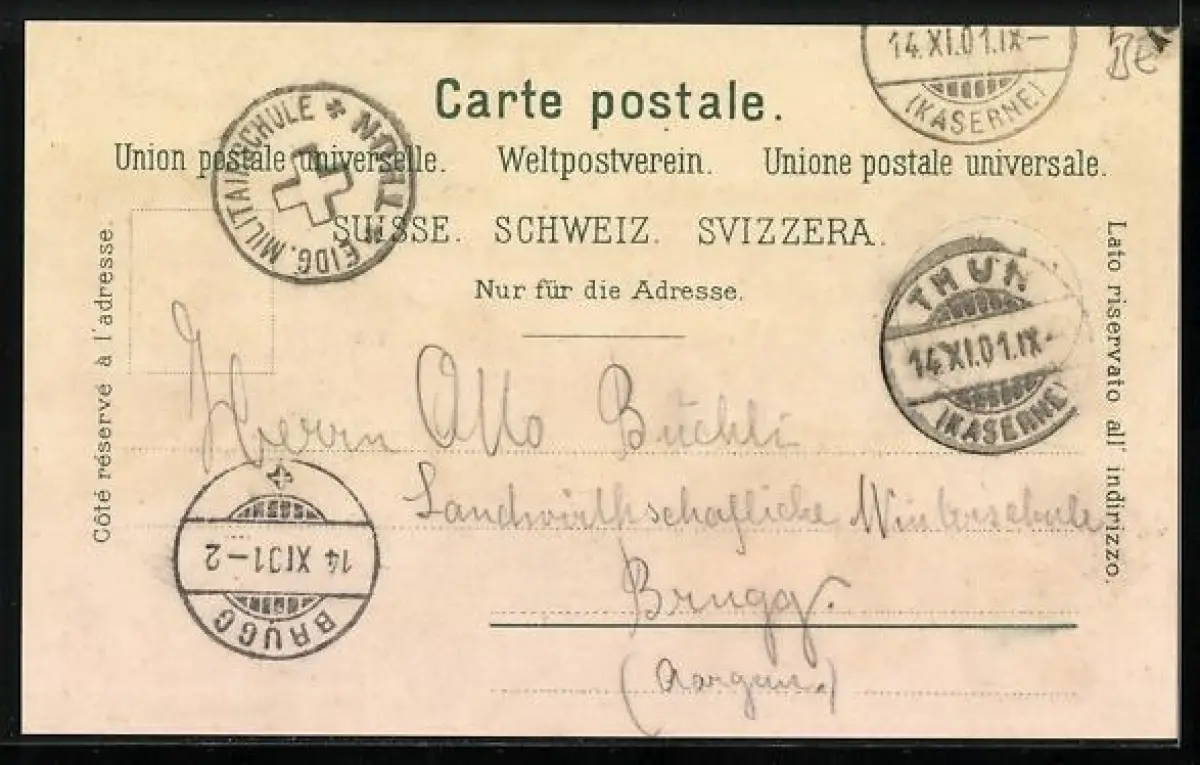 14.XI.01.IX—
(KASERNE)
Carte postale.
Union postale universelle. Weltpostverein. Unione postale universale.
SUISSE. SCHWEIZ. SVIZZERA.
Nur für die Adresse.
EIDG. MILITAIRSCHULE *
Côté réservé à l'adresse.
Lato riservato all' indirizzo.
THUN
14.XI.01.IX-
(KASERNE)
Herrn Otto Büchli
Landwirthschaftliche Winterschule
Brugg.
(Aargau.)
BRUGG
14 XI 01-2